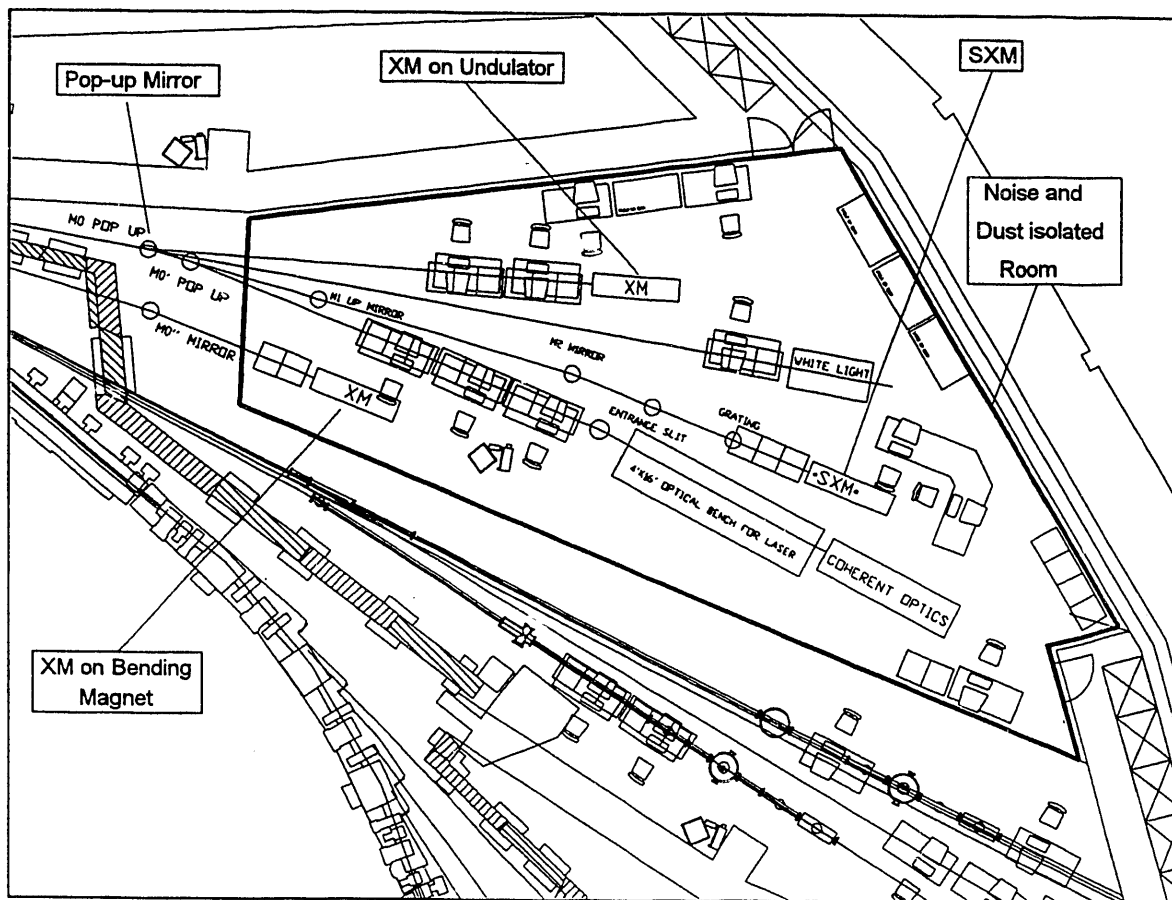 Pop-up Mirror
XM on Undulator
SXM
Noise and
Dust isolated
Room
M0 POP UP
M0' POP UP
M0'' MIRROR
M1 UP MIRROR
M2 MIRROR
XM
XM
WHITE LIGHT
GRATING
ENTRANCE SLIT
•SXM•
4'X16' OPTICAL BENCH FOR LASER
COHERENT OPTICS
XM on Bending
Magnet